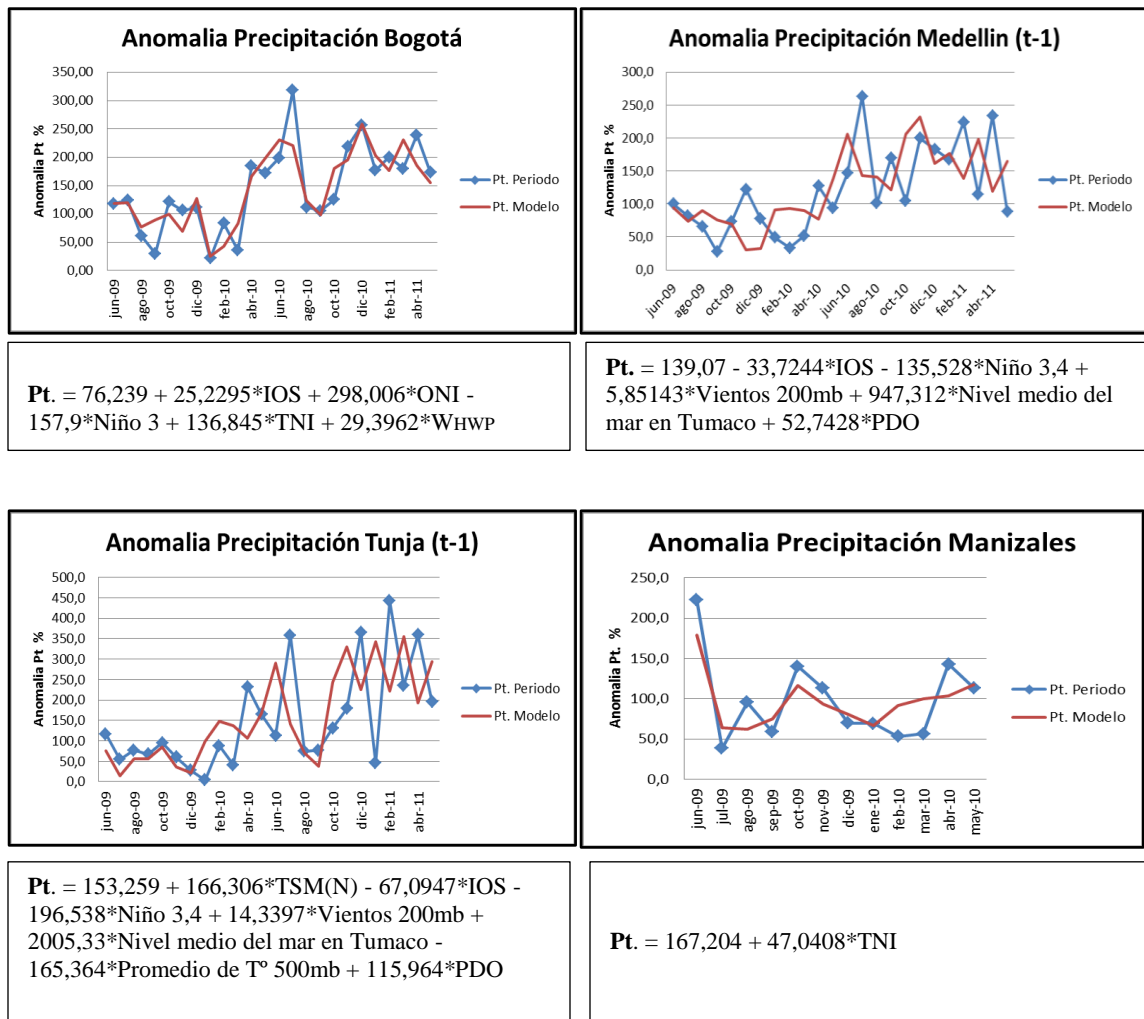 Anomalia Precipitación Bogotá
350,00
300,00
250,00
200,00
150,00
100,00
50,00
0,00
Anomalia Pt %
jun-09
ago-09
oct-09
dic-09
feb-10
abr-10
jun-10
ago-10
oct-10
dic-10
feb-11
abr-11
Pt. Periodo
Pt. Modelo
Anomalia Precipitación Medellin (t-1)
300,0
250,0
200,0
150,0
100,0
50,0
0,0
Anomalia Pt %
jun-09
ago-09
oct-09
dic-09
feb-10
abr-10
jun-10
ago-10
oct-10
dic-10
feb-11
abr-11
Pt. Periodo
Pt. Modelo
Pt. = 76,239 + 25,2295*IOS + 298,006*ONI -
157,9*Niño 3 + 136,845*TNI + 29,3962*WHWP
Pt. = 139,07 - 33,7244*IOS - 135,528*Niño 3,4 +
5,85143*Vientos 200mb + 947,312*Nivel medio del
mar en Tumaco + 52,7428*PDO
Anomalia Precipitación Tunja (t-1)
500,0
450,0
400,0
350,0
300,0
250,0
200,0
150,0
100,0
50,0
0,0
Anomalia Pt %
jun-09
ago-09
oct-09
dic-09
feb-10
abr-10
jun-10
ago-10
oct-10
dic-10
feb-11
abr-11
Pt. Periodo
Pt. Modelo
Anomalia Precipitación Manizales
250,0
200,0
150,0
100,0
50,0
0,0
Anomalia Pt. %
jun-09
jul-09
ago-09
sep-09
oct-09
nov-09
dic-09
ene-10
feb-10
mar-10
abr-10
may-10
Pt. Periodo
Pt. Modelo
Pt. = 153,259 + 166,306*TSM(N) - 67,0947*IOS -
196,538*Niño 3,4 + 14,3397*Vientos 200mb +
2005,33*Nivel medio del mar en Tumaco -
165,364*Promedio de Tº 500mb + 115,964*PDO
Pt. = 167,204 + 47,0408*TNI